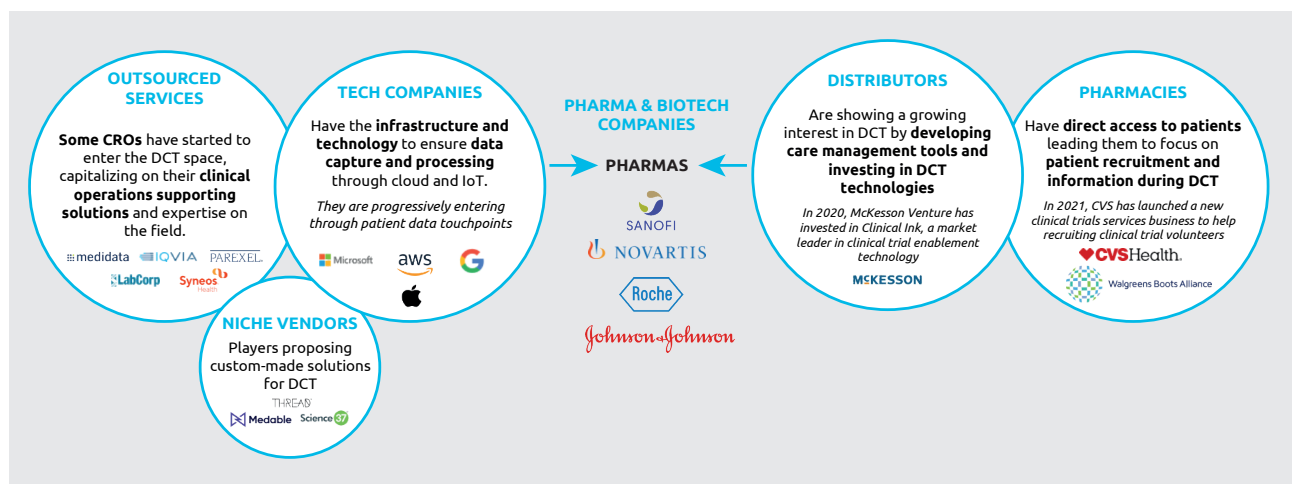 OUTSOURCED
SERVICES
Some CROs have started to
enter the DCT space,
capitalizing on their clinical
operations supporting
solutions and expertise on
the field.
medidata
IQVIA
PAREXEL
LabCorp
Syneos
Health
TECH COMPANIES
Have the infrastructure and
technology to ensure data
capture and processing
through cloud and IoT.
They are progressively entering
through patient data touchpoints
Microsoft
aws
G
NICHE VENDORS
Players proposing
custom-made solutions
for DCT
THREAD
Medable
Science 37
PHARMA & BIOTECH
COMPANIES
PHARMAS
SANOFI
NOVARTIS
Roche
Johnson & Johnson
DISTRIBUTORS
Are showing a growing
interest in DCT by developing
care management tools and
investing in DCT
technologies
In 2020, McKesson Venture has
invested in Clinical Ink, a market
leader in clinical trial enablement
technology
MCKESSON
PHARMACIES
Have direct access to patients
leading them to focus on
patient recruitment and
information during DCT
In 2021, CVS has launched a new
clinical trials services business to help
recruiting clinical trial volunteers
CVSHealth.
Walgreens Boots Alliance